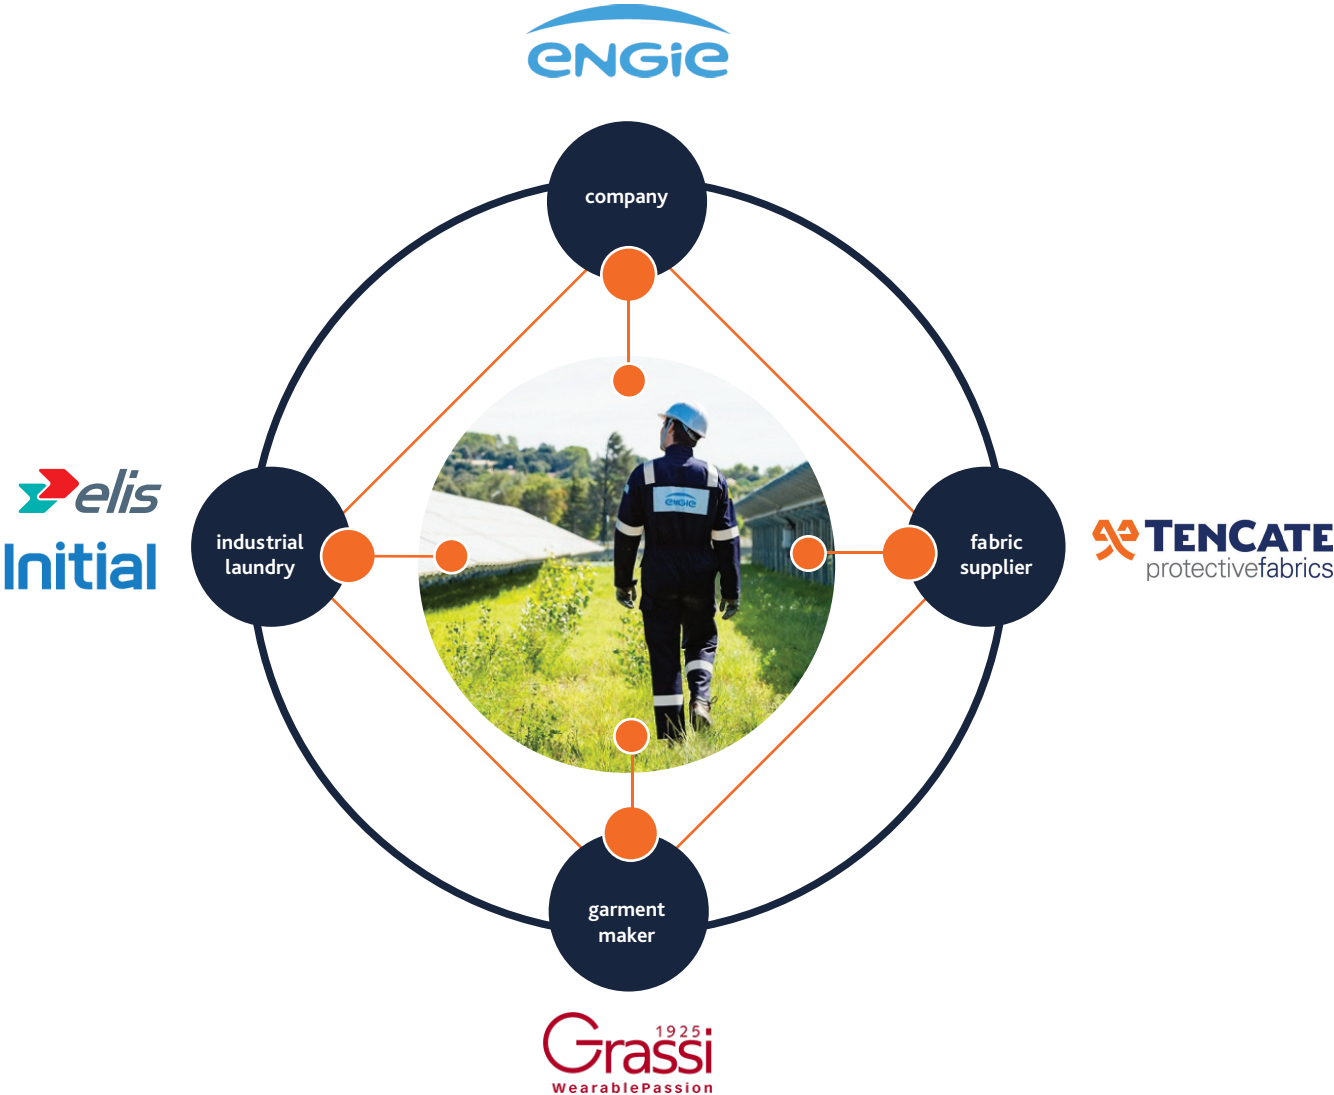 ENGIE
company
ENGIE
elis
Initial
industrial
laundry
fabric
supplier
TENCATE
protectivefabrics
garment
maker
1925
Grassi
WearablePassion